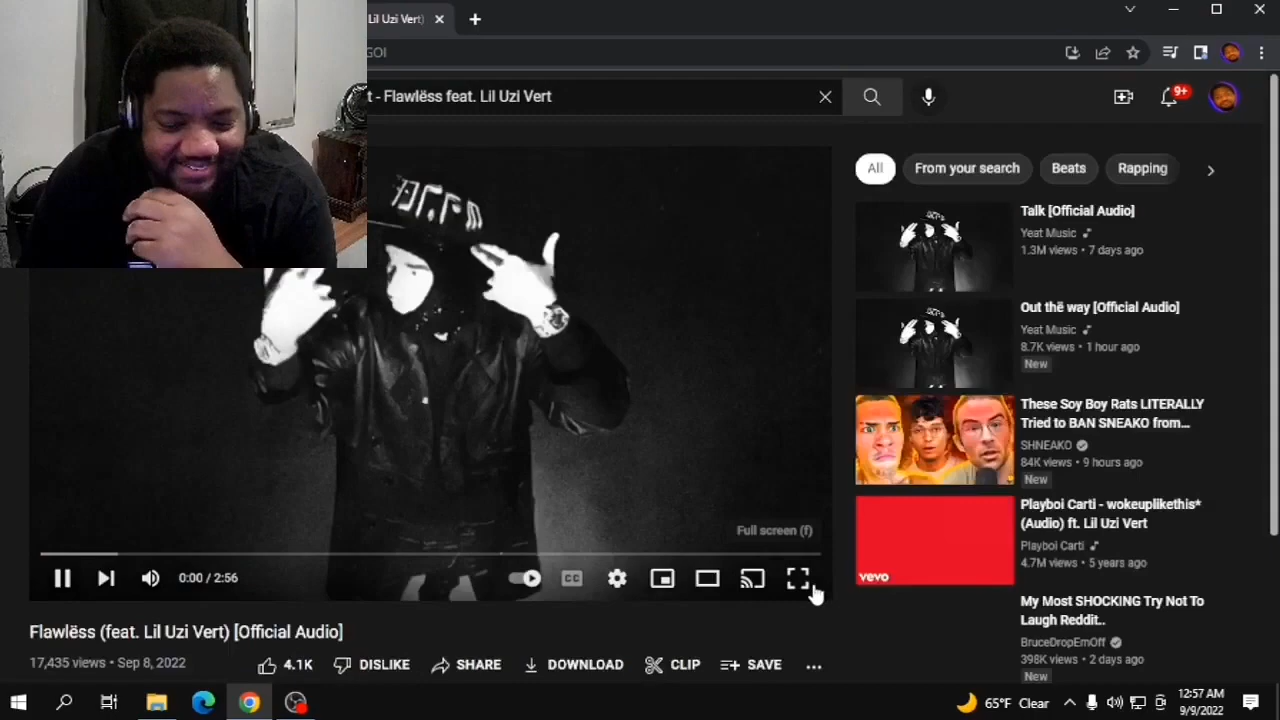 Lil Uzi Vert)
GOI
t - Flawlëss feat. Lil Uzi Vert
9+
All
From your search
Beats
Rapping
Talk [Official Audio]
Yeat Music
1.3M views • 7 days ago
Out thë way [Official Audio]
Yeat Music
8.7K views • 1 hour ago
New
These Soy Boy Rats LITERALLY
Tried to BAN SNEAKO from...
SHNEAKO
84K views • 9 hours ago
New
Playboi Carti - wokeuplikethis*
(Audio) ft. Lil Uzi Vert
Playboi Carti
4.7M views • 5 years ago
vevo
My Most SHOCKING Try Not To
Laugh Reddit..
BruceDropEmOff
398K views • 2 days ago
New
Full screen (f)
0:00 / 2:56
CC
Flawlëss (feat. Lil Uzi Vert) [Official Audio]
17,435 views • Sep 8, 2022
4.1K
DISLIKE
SHARE
DOWNLOAD
CLIP
SAVE
65°F Clear
12:57 AM
9/9/2022